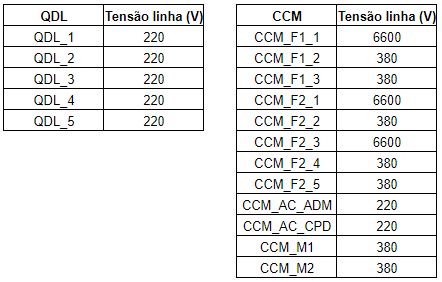 QDL Tensão linha (V)
QDL_1 220
QDL_2 220
QDL_3 220
QDL_4 220
QDL_5 220
CCM Tensão linha (V)
CCM_F1_1 6600
CCM_F1_2 380
CCM_F1_3 380
CCM_F2_1 6600
CCM_F2_2 380
CCM_F2_3 6600
CCM_F2_4 380
CCM_F2_5 380
CCM_AC_ADM 220
CCM_AC_CPD 220
CCM_M1 380
CCM_M2 380